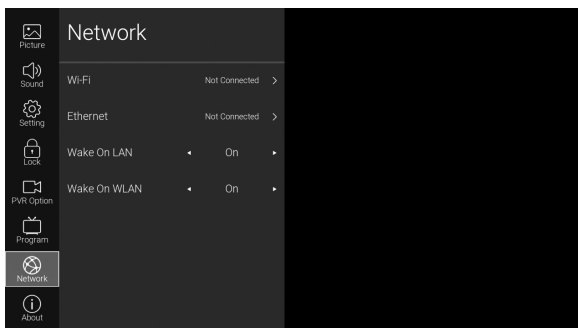 Picture
Sound
Setting
Lock
PVR Option
Program
Network
About
Network
Wi-Fi Not Connected >
Ethernet Not Connected >
Wake On LAN ◂ On ▸
Wake On WLAN ◂ On ▸